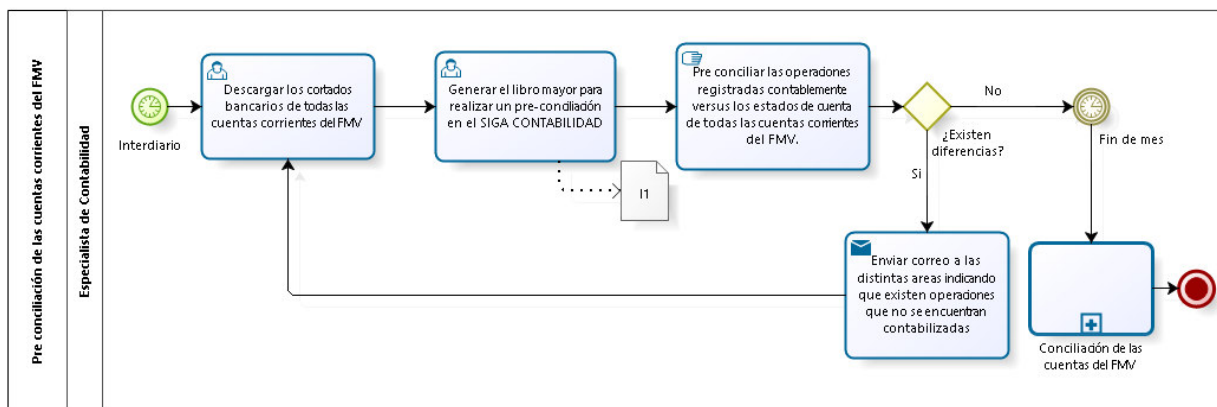 Pre conciliación de las cuentas corrientes del FMV
Especialista de Contabilidad
Interdiario
Descargar los cortados
bancarios de todas las
cuentas corrientes del FMV
Generar el libro mayor para
realizar un pre-conciliación
en el SIGA CONTABILIDAD
I1
Pre conciliar las operaciones
registradas contablemente
versus los estados de cuenta
de todas las cuentas corrientes
del FMV.
¿Existen
diferencias?
No
Si
Fin de mes
Enviar correo a las
distintas areas indicando
que existen operaciones
que no se encuentran
contabilizadas
Conciliación de las
cuentas del FMV